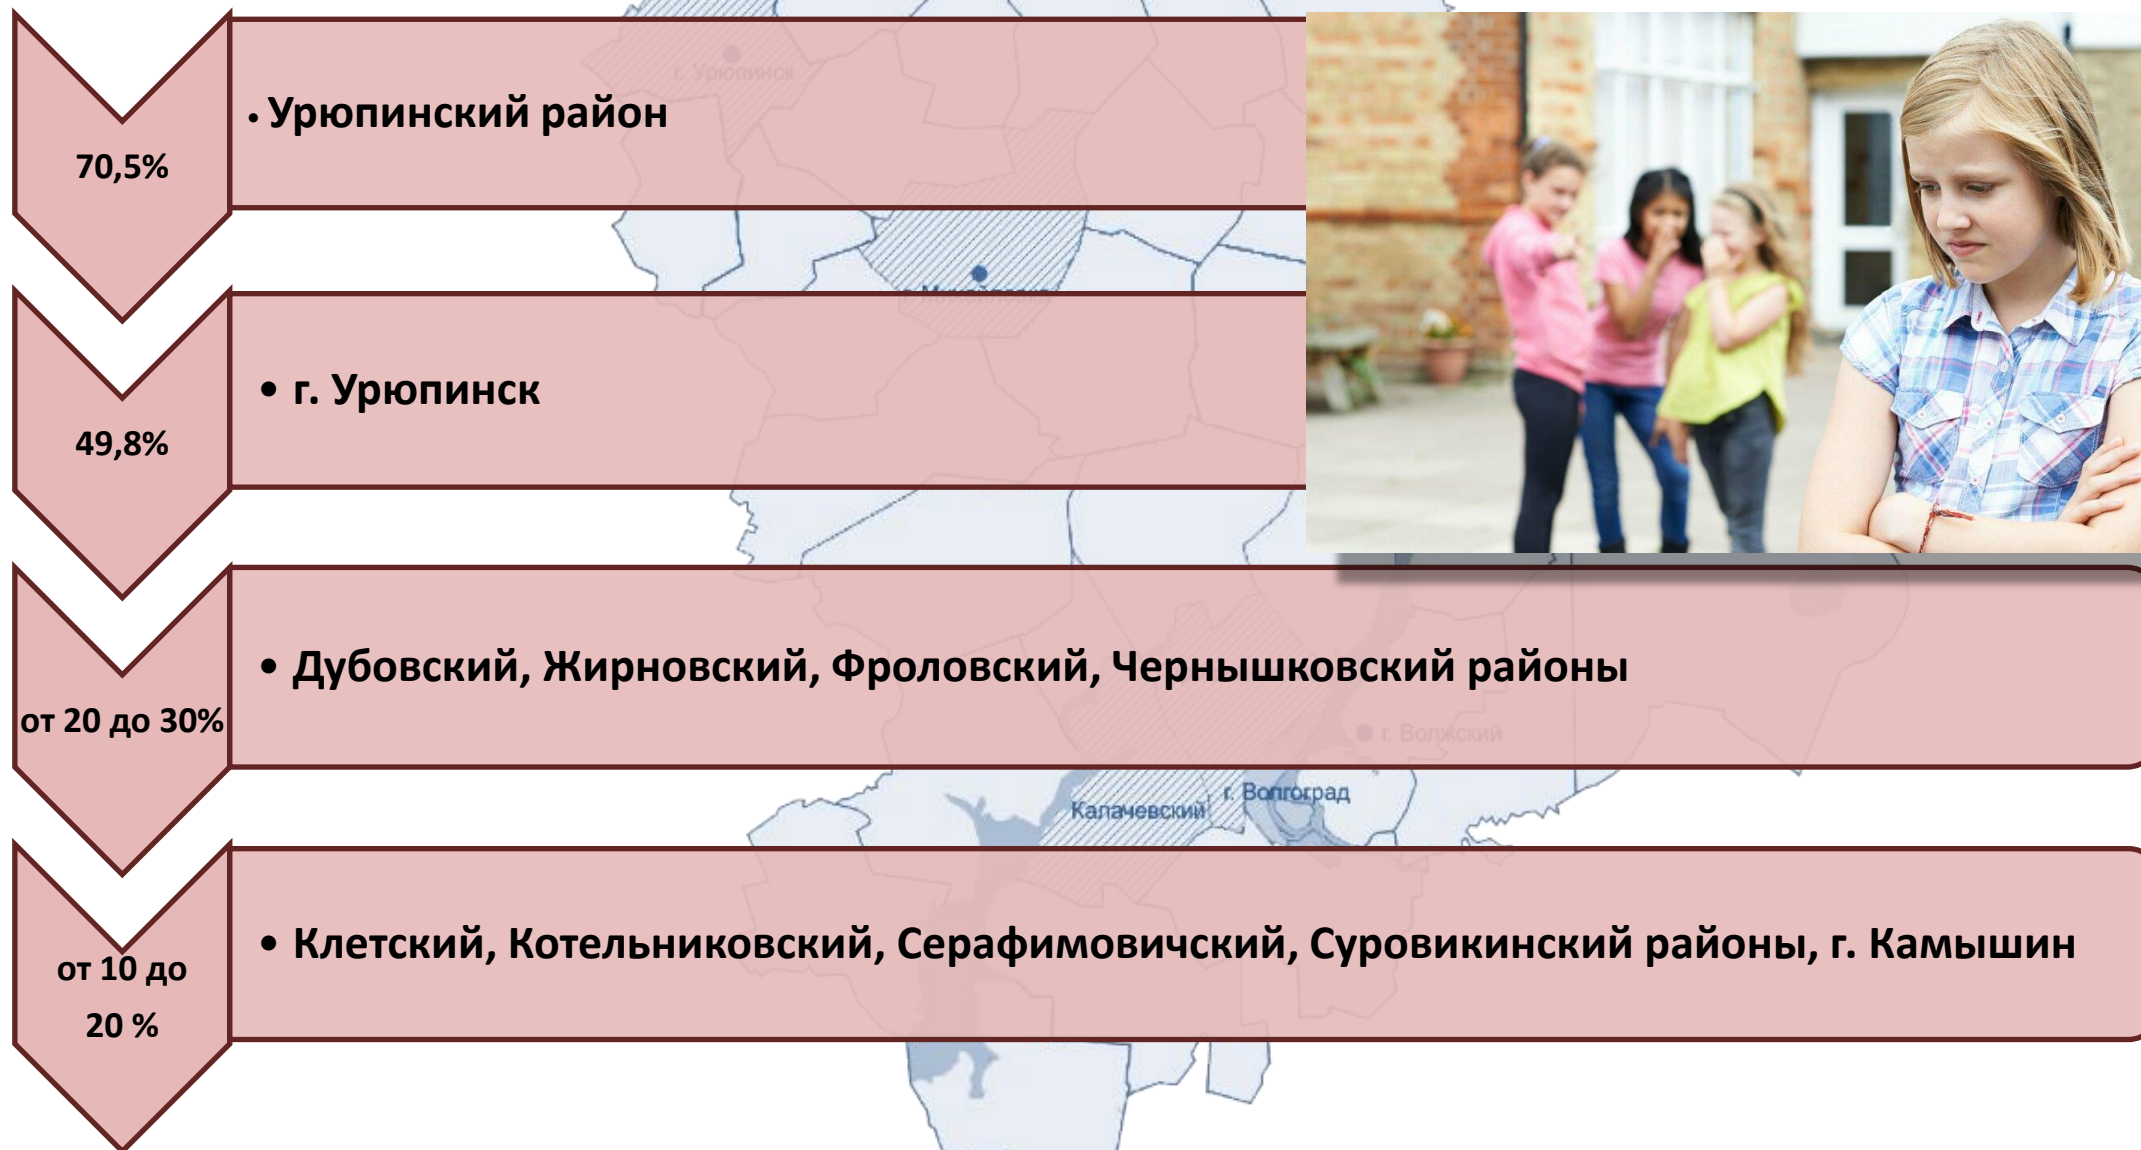 г. Урюпинск
• Урюпинский район
70,5%
• г. Урюпинск
49,8%
• Дубовский, Жирновский, Фроловский, Чернышковский районы
от 20 до 30%
г. Волжский
г. Волгоград
Калачевский
• Клетский, Котельниковский, Серафимовичский, Суровикинский районы, г. Камышин
от 10 до
20 %